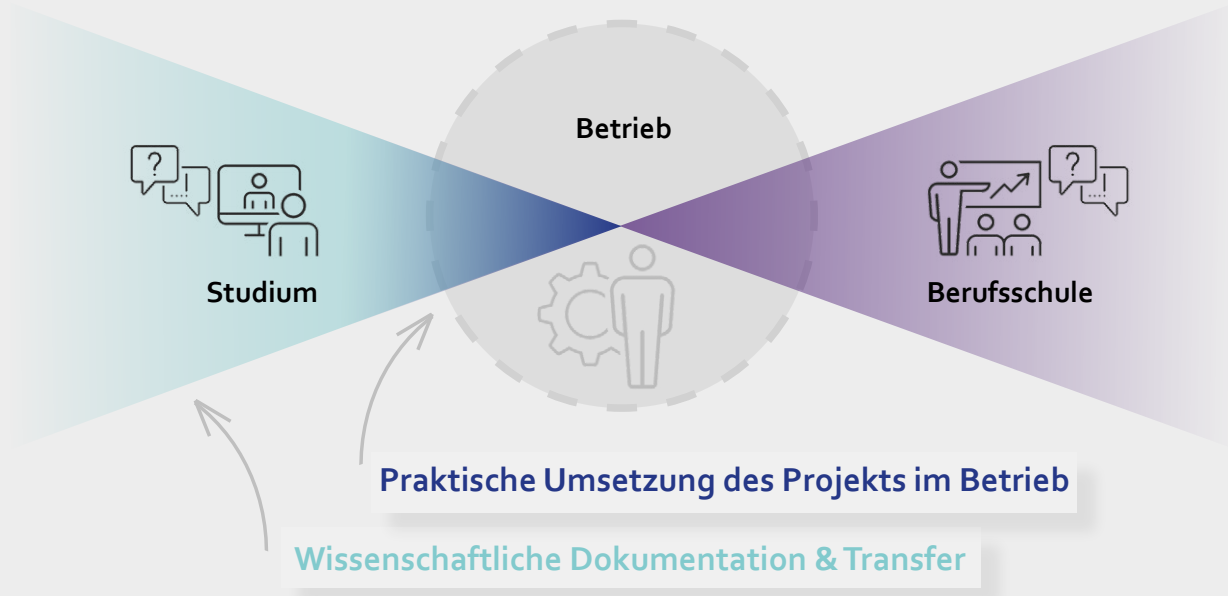 Betrieb
?
....!
Studium
?
....!
Berufsschule
Praktische Umsetzung des Projekts im Betrieb
Wissenschaftliche Dokumentation & Transfer